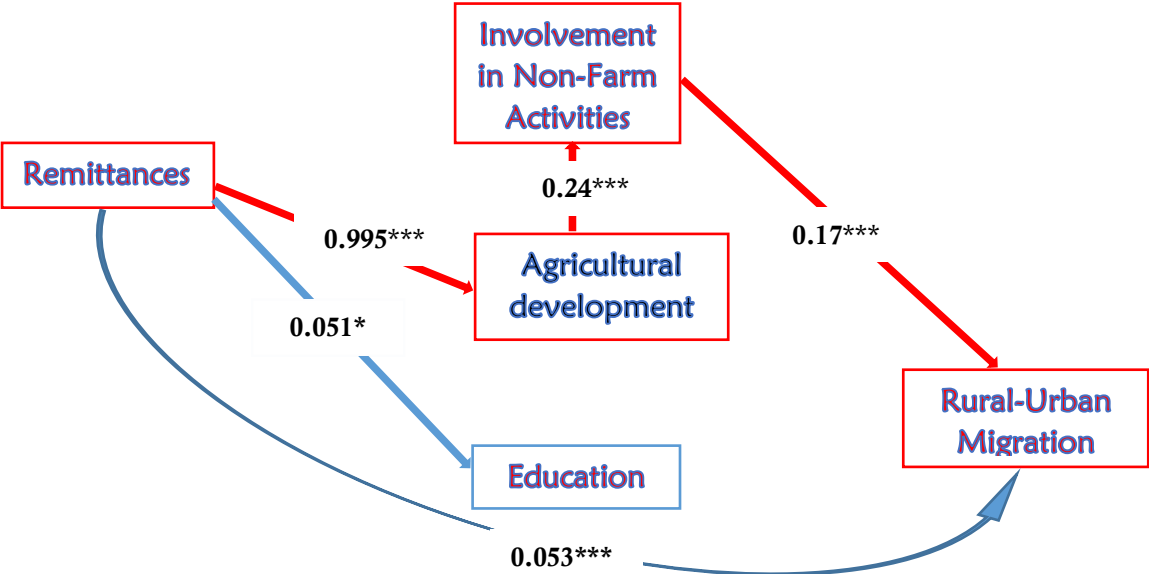 Involvement
in Non-Farm
Activities
Remittances
0.24***
0.995***
0.17***
Agricultural
development
0.051*
Rural-Urban
Migration
Education
0.053***